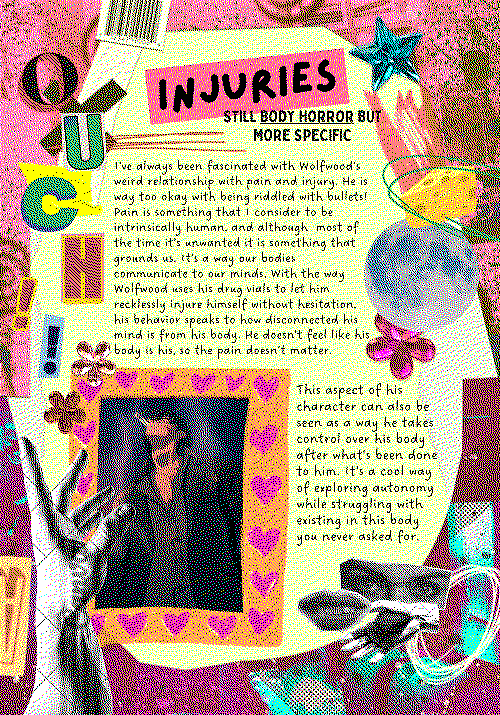 OUCH!
INJURIES
STILL BODY HORROR BUT
MORE SPECIFIC
I've always been fascinated with Wolfwood's
weird relationship with pain and injury. He is
way too okay with being riddled with bullets!
Pain is something that I consider to be
intrinsically human, and although most of
the time it's unwanted it is something that
grounds us. It's a way our bodies
communicate to our minds. With the way
Wolfwood uses his drug vials to let him
recklessly injure himself without hesitation,
his behavior speaks to how disconnected his
mind is from his body. He doesn't feel like his
body is his, so the pain doesn't matter.
This aspect of his
character can also be
seen as a way he takes
control over his body
after what's been done
to him. It's a cool way
of exploring autonomy
while struggling with
existing in this body
you never asked for.